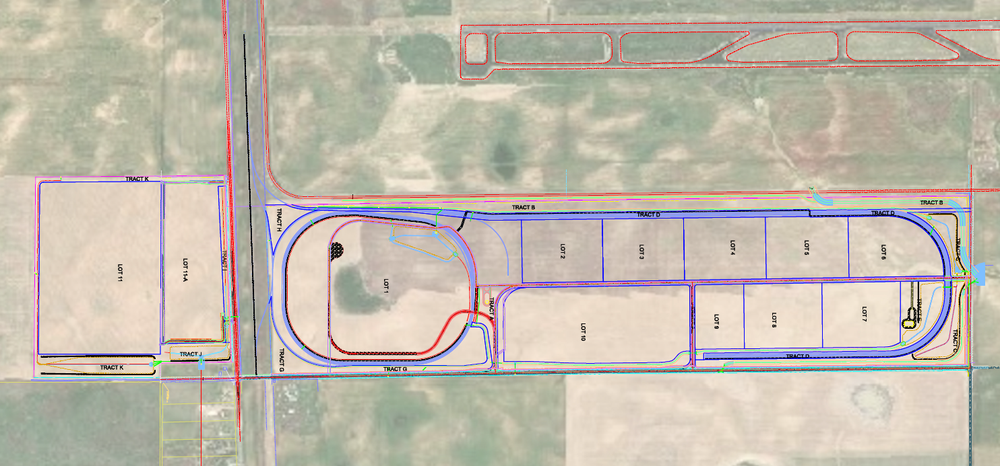 TRACT K
TRACT B
TRACT B
TRACT H
TRACT D
TRACT D
TRACT I
TRACT C
LOT 2
LOT 3
LOT 4
LOT 5
LOT 6
LOT 11
LOT 11-A
LOT 1
TRACT A
LOT 10
LOT 9
LOT 8
LOT 7
TRACT C
TRACT J
TRACT K
TRACT G
TRACT G
TRACT D